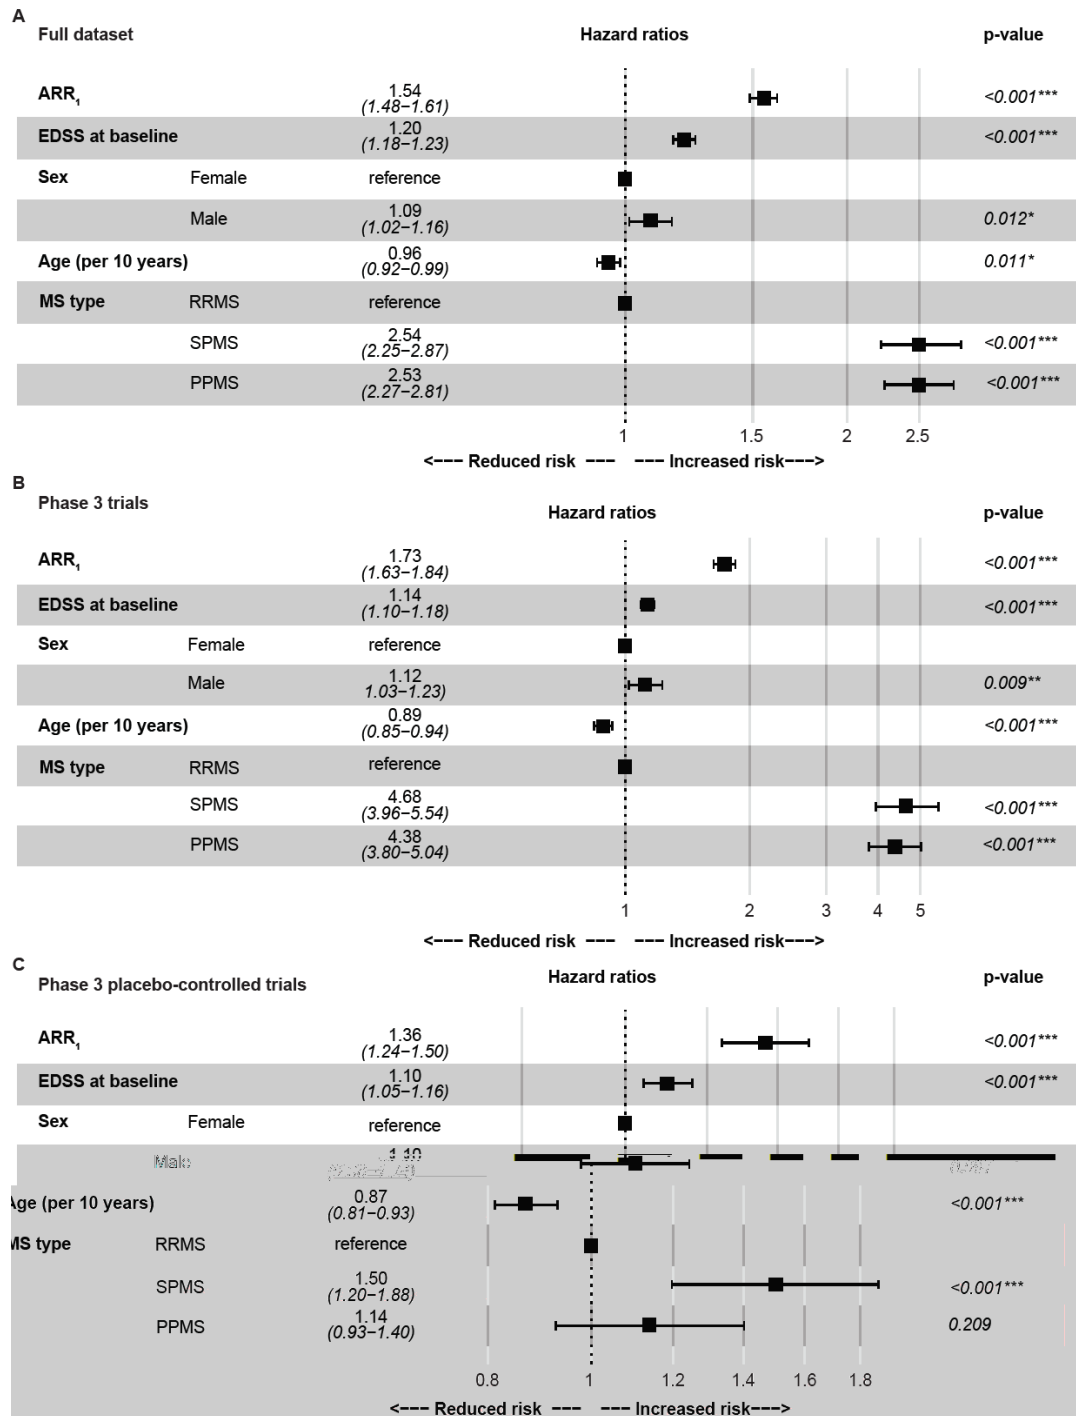 A
Full dataset Hazard ratios p-value
ARR1 1.54 <0.001***
(1.48–1.61)
EDSS at baseline 1.20 <0.001***
(1.18–1.23)
Sex Female reference
Male 1.09 0.012*
(1.02–1.16)
Age (per 10 years) 0.96 0.011*
(0.92–0.99)
MS type RRMS reference
SPMS 2.54 <0.001***
(2.25–2.87)
PPMS 2.53 <0.001***
(2.27–2.81)
1 1.5 2 2.5
<--- Reduced risk --- --- Increased risk--->
B
Phase 3 trials Hazard ratios p-value
ARR1 1.73 <0.001***
(1.63–1.84)
EDSS at baseline 1.14 <0.001***
(1.10–1.18)
Sex Female reference
Male 1.12 0.009**
1.03–1.23)
Age (per 10 years) 0.89 <0.001***
(0.85–0.94)
MS type RRMS reference
SPMS 4.68 <0.001***
(3.96–5.54)
PPMS 4.38 <0.001***
(3.80–5.04)
1 2 3 4 5
<--- Reduced risk --- --- Increased risk--->
C
Phase 3 placebo-controlled trials Hazard ratios p-value
ARR1 1.36 <0.001***
(1.24–1.50)
EDSS at baseline 1.10 <0.001***
(1.05–1.16)
Sex Female reference
Male 1.10
Age (per 10 years) 0.87 <0.001***
(0.81–0.93)
MS type RRMS reference
SPMS 1.50 <0.001***
(1.20–1.88)
PPMS 1.14 0.209
(0.93–1.40)
0.8 1 1.2 1.4 1.6 1.8
<--- Reduced risk --- --- Increased risk--->